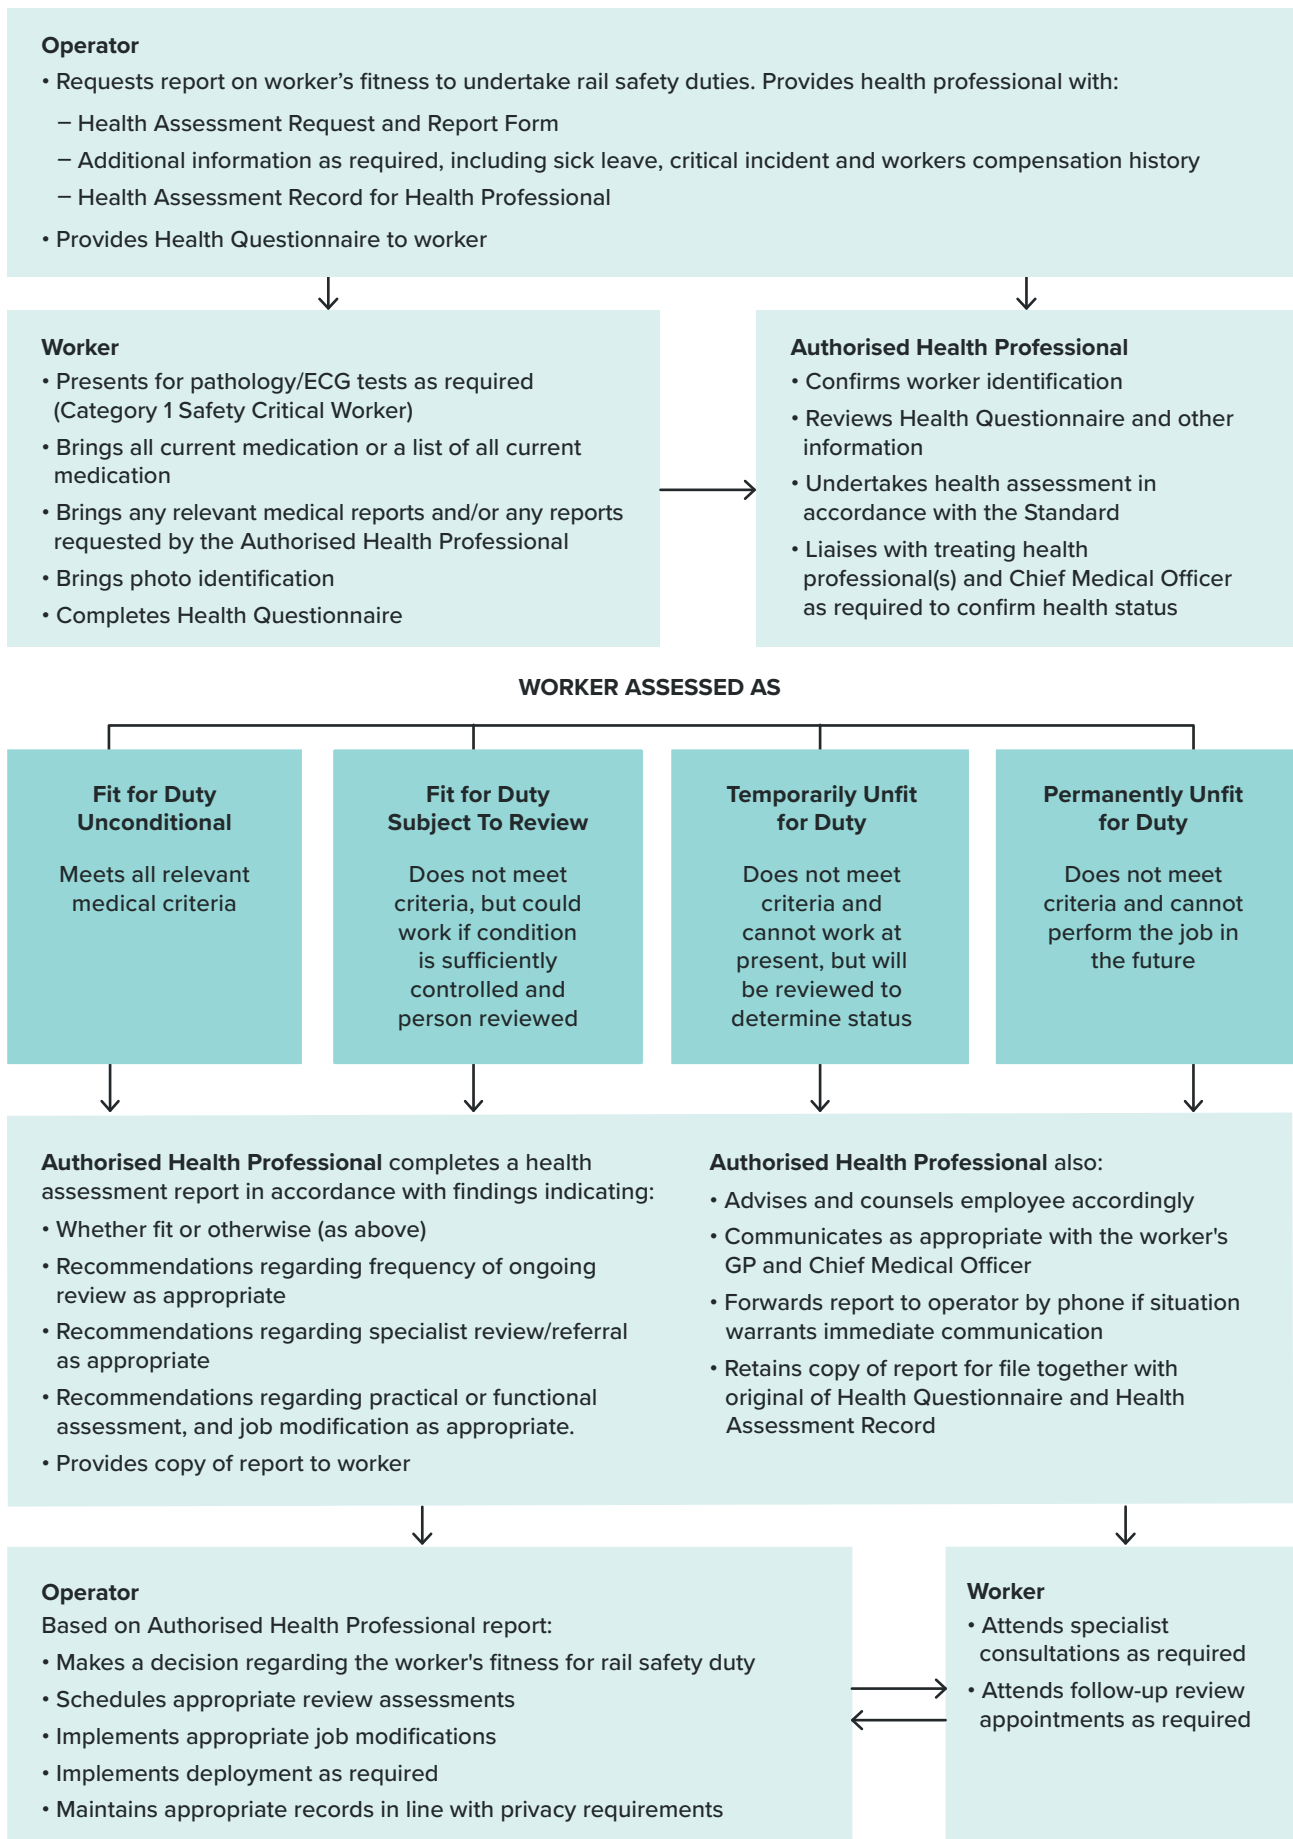 Operator
• Requests report on worker’s fitness to undertake rail safety duties. Provides health professional with:
– Health Assessment Request and Report Form
– Additional information as required, including sick leave, critical incident and workers compensation history
– Health Assessment Record for Health Professional
• Provides Health Questionnaire to worker
Worker
• Presents for pathology/ECG tests as required
(Category 1 Safety Critical Worker)
• Brings all current medication or a list of all current
medication
• Brings any relevant medical reports and/or any reports
requested by the Authorised Health Professional
• Brings photo identification
• Completes Health Questionnaire
Authorised Health Professional
• Confirms worker identification
• Reviews Health Questionnaire and other
information
• Undertakes health assessment in
accordance with the Standard
• Liaises with treating health
professional(s) and Chief Medical Officer
as required to confirm health status
WORKER ASSESSED AS
Fit for Duty
Unconditional
Meets all relevant
medical criteria
Fit for Duty
Subject To Review
Does not meet
criteria, but could
work if condition
is sufficiently
controlled and
person reviewed
Temporarily Unfit
for Duty
Does not meet
criteria and
cannot work at
present, but will
be reviewed to
determine status
Permanently Unfit
for Duty
Does not meet
criteria and cannot
perform the job in
the future
Authorised Health Professional completes a health
assessment report in accordance with findings indicating:
• Whether fit or otherwise (as above)
• Recommendations regarding frequency of ongoing
review as appropriate
• Recommendations regarding specialist review/referral
as appropriate
• Recommendations regarding practical or functional
assessment, and job modification as appropriate.
• Provides copy of report to worker
Authorised Health Professional also:
• Advises and counsels employee accordingly
• Communicates as appropriate with the worker's
GP and Chief Medical Officer
• Forwards report to operator by phone if situation
warrants immediate communication
• Retains copy of report for file together with
original of Health Questionnaire and Health
Assessment Record
Operator
Based on Authorised Health Professional report:
• Makes a decision regarding the worker's fitness for rail safety duty
• Schedules appropriate review assessments
• Implements appropriate job modifications
• Implements deployment as required
• Maintains appropriate records in line with privacy requirements
Worker
• Attends specialist
consultations as required
• Attends follow-up review
appointments as required